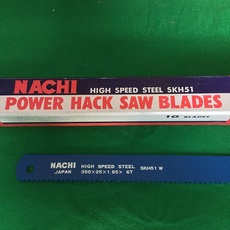 NACHI HIGH SPEED STEEL SKH51
POWER HACK SAW BLADES
10 BLADES
NACHI HIGH SPEED STEEL SKH51 W
JAPAN 350×25×1.65× 6T